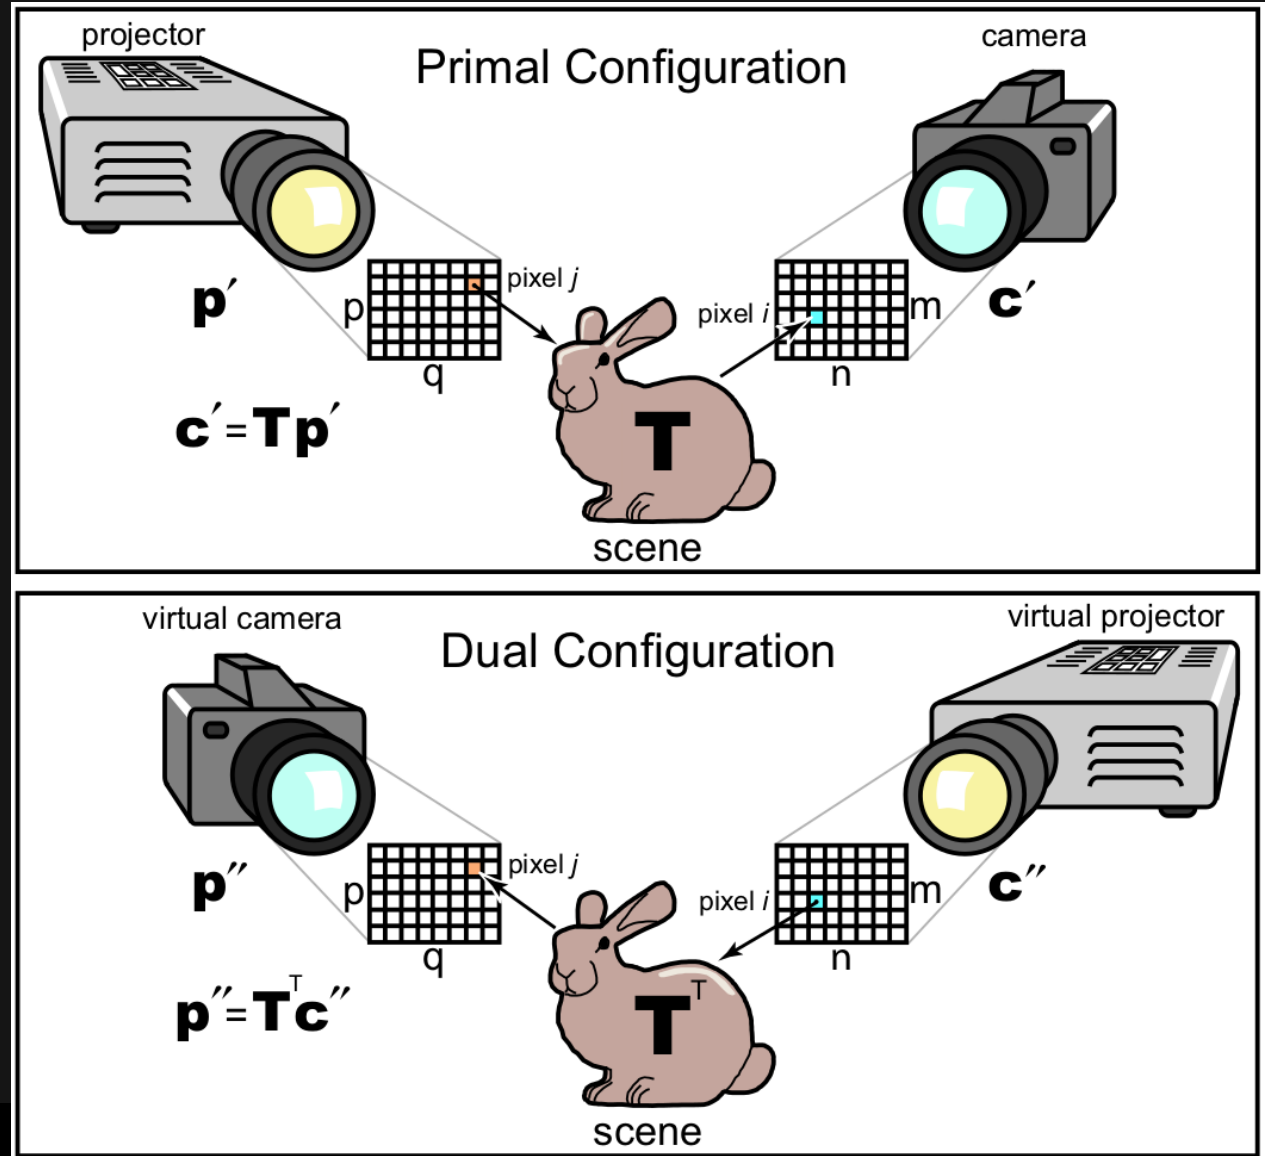 projector
Primal Configuration
camera
p′
p
q
pixel j
pixel i
m
n
c′
c′=Tp′
T
scene
virtual camera
Dual Configuration
virtual projector
p″
p
q
pixel j
pixel i
m
n
c″
p″=Tᵀc″
Tᵀ
scene